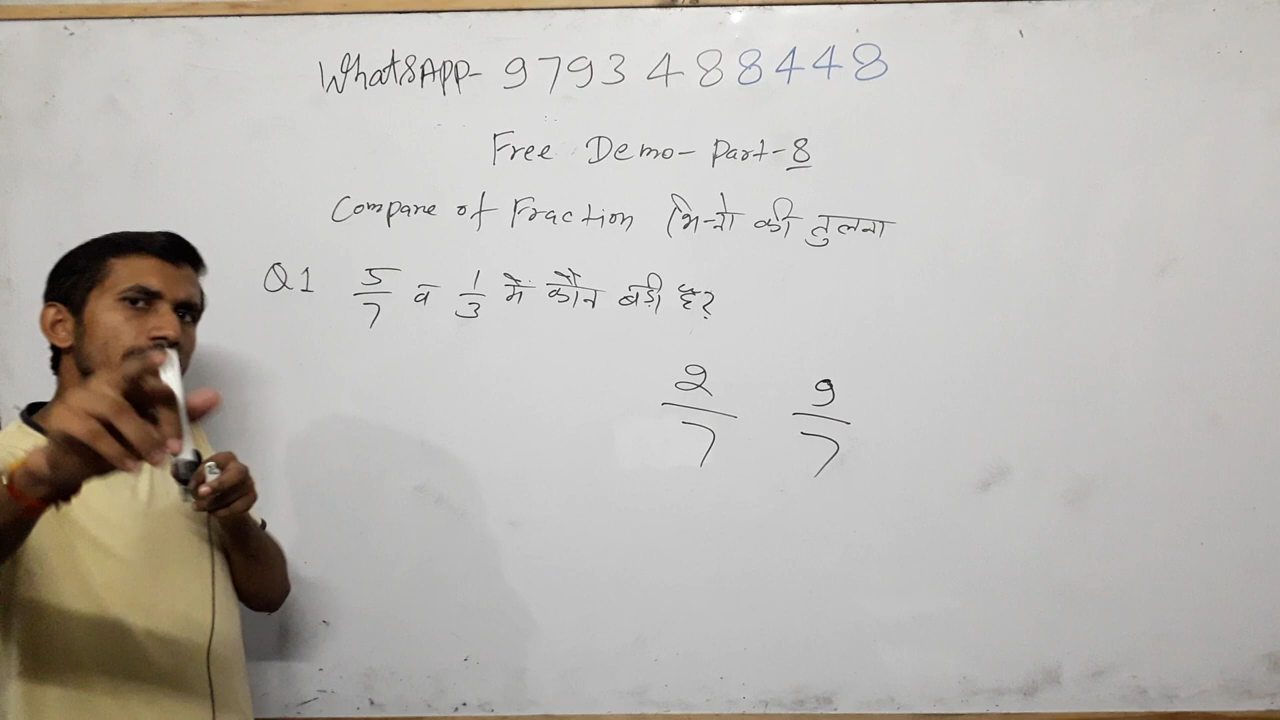 WhatsApp- 9793488448
Free Demo- Part-8
Compare of Fraction भिन्नो की तुलना
Q1 5/7 व 1/3 मे कौन बड़ी है?
2/7 9/7